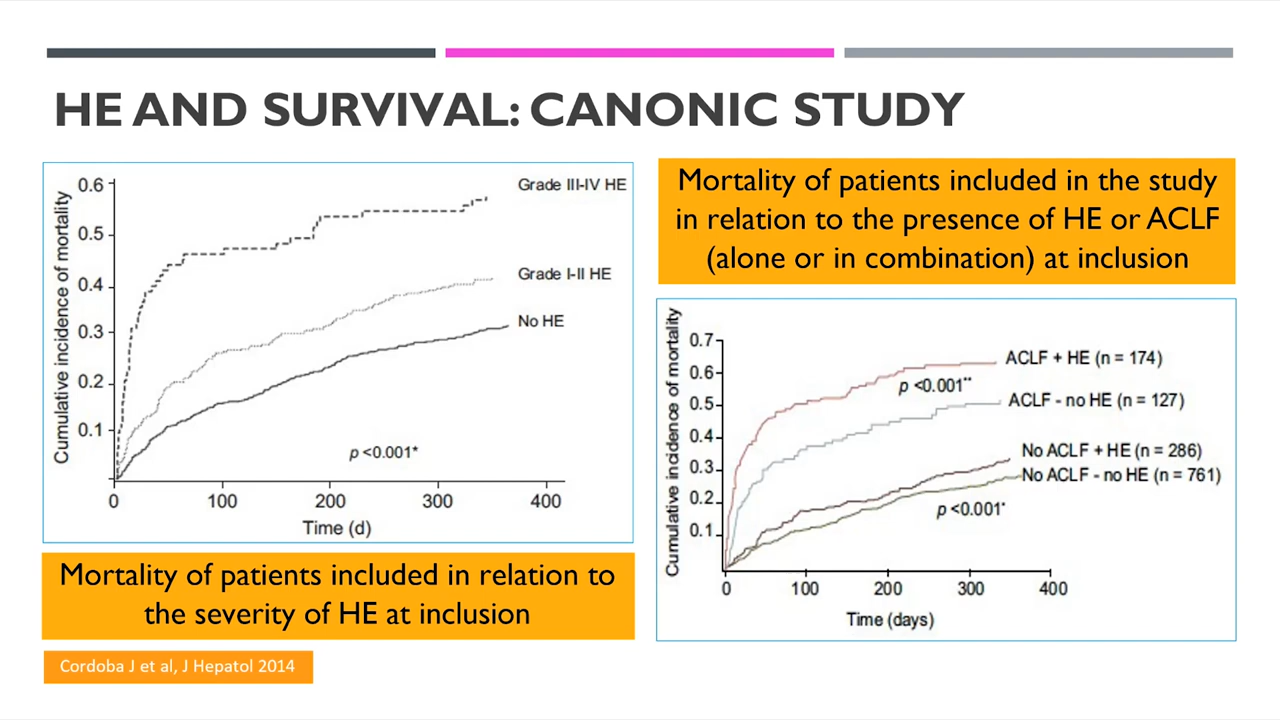 HE AND SURVIVAL: CANONIC STUDY
Cumulative incidence of mortality
0.6
0.5
0.4
0.3
0.2
0.1
0 100 200 300 400
Time (d)
Grade III-IV HE
Grade I-II HE
No HE
p <0.001*
Mortality of patients included in relation to
the severity of HE at inclusion
Cordoba J et al, J Hepatol 2014
Mortality of patients included in the study
in relation to the presence of HE or ACLF
(alone or in combination) at inclusion
Cumulative incidence of mortality
0.7
0.6
0.5
0.4
0.3
0.2
0.1
0 100 200 300 400
Time (days)
ACLF + HE (n = 174)
p <0.001**
ACLF - no HE (n = 127)
No ACLF + HE (n = 286)
No ACLF - no HE (n = 761)
p <0.001*